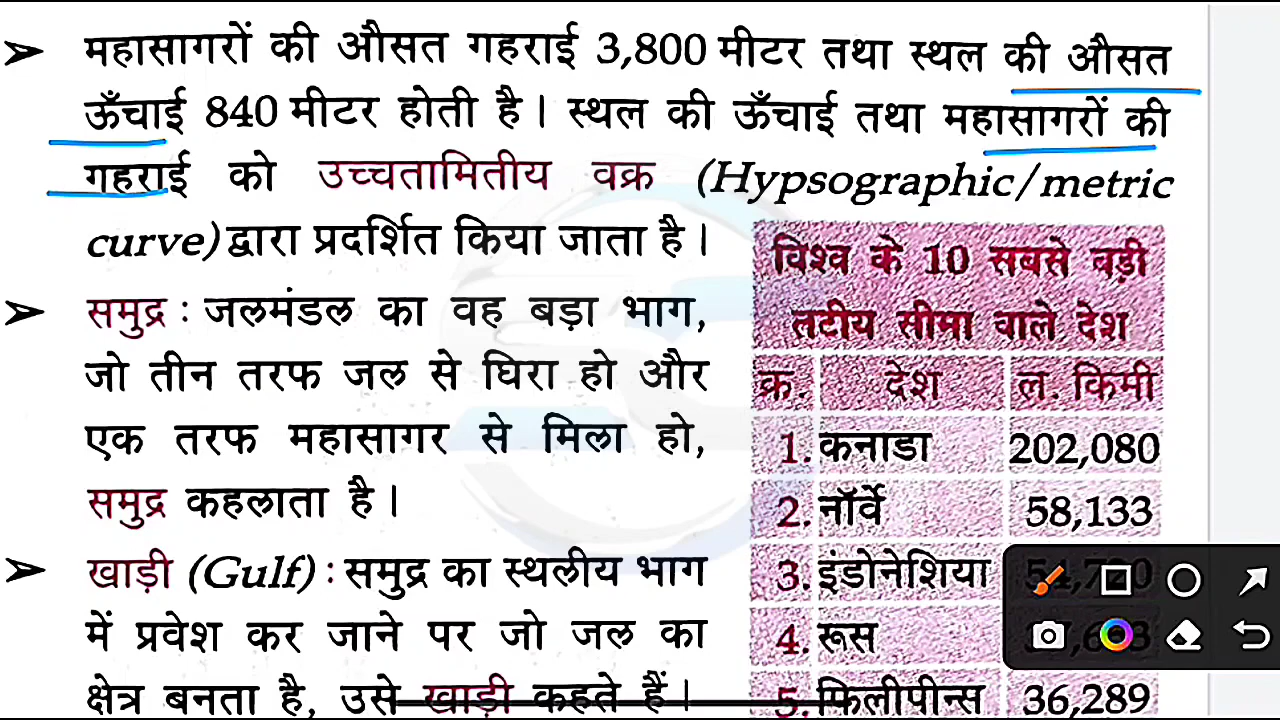 ➢ महासागरों की औसत गहराई 3,800 मीटर तथा स्थल की औसत
ऊँचाई 840 मीटर होती है। स्थल की ऊँचाई तथा महासागरों की
गहराई को उच्चतामितीय वक्र (Hypsographic/metric
curve) द्वारा प्रदर्शित किया जाता है।
➢ समुद्र : जलमंडल का वह बड़ा भाग,
जो तीन तरफ जल से घिरा हो और
एक तरफ महासागर से मिला हो,
समुद्र कहलाता है।
➢ खाड़ी (Gulf) : समुद्र का स्थलीय भाग
में प्रवेश कर जाने पर जो जल का
क्षेत्र बनता है, उसे खाड़ी कहते हैं।
विश्व के 10 सबसे बड़ी
तटीय सीमा वाले देश
क्र. देश ल. किमी
1. कनाडा 202,080
2. नॉर्वे 58,133
3. इंडोनेशिया
4. रूस
5. फिलीपीन्स 36,289